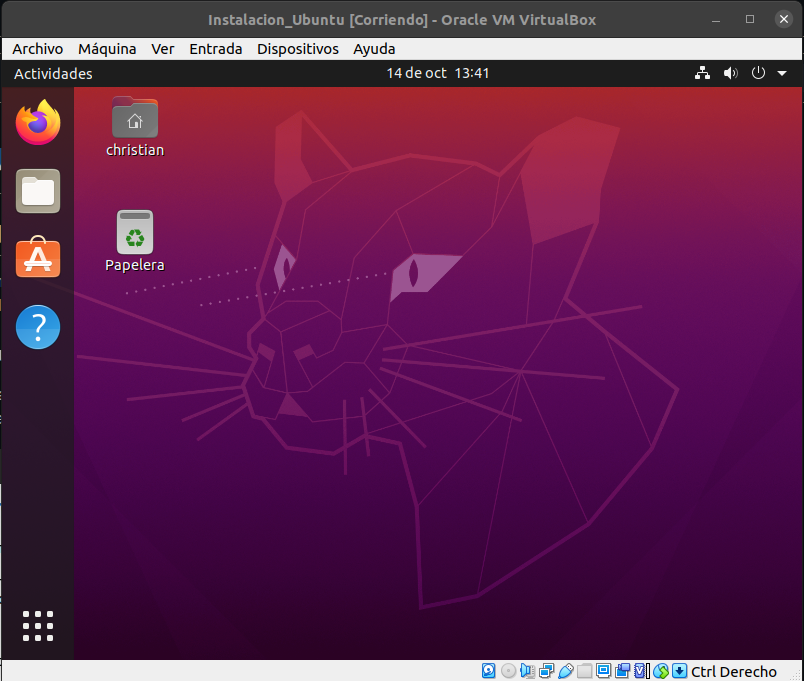 Instalacion_Ubuntu [Corriendo] - Oracle VM VirtualBox
Archivo Máquina Ver Entrada Dispositivos Ayuda
Actividades 14 de oct 13:41
christian
Papelera
Ctrl Derecho